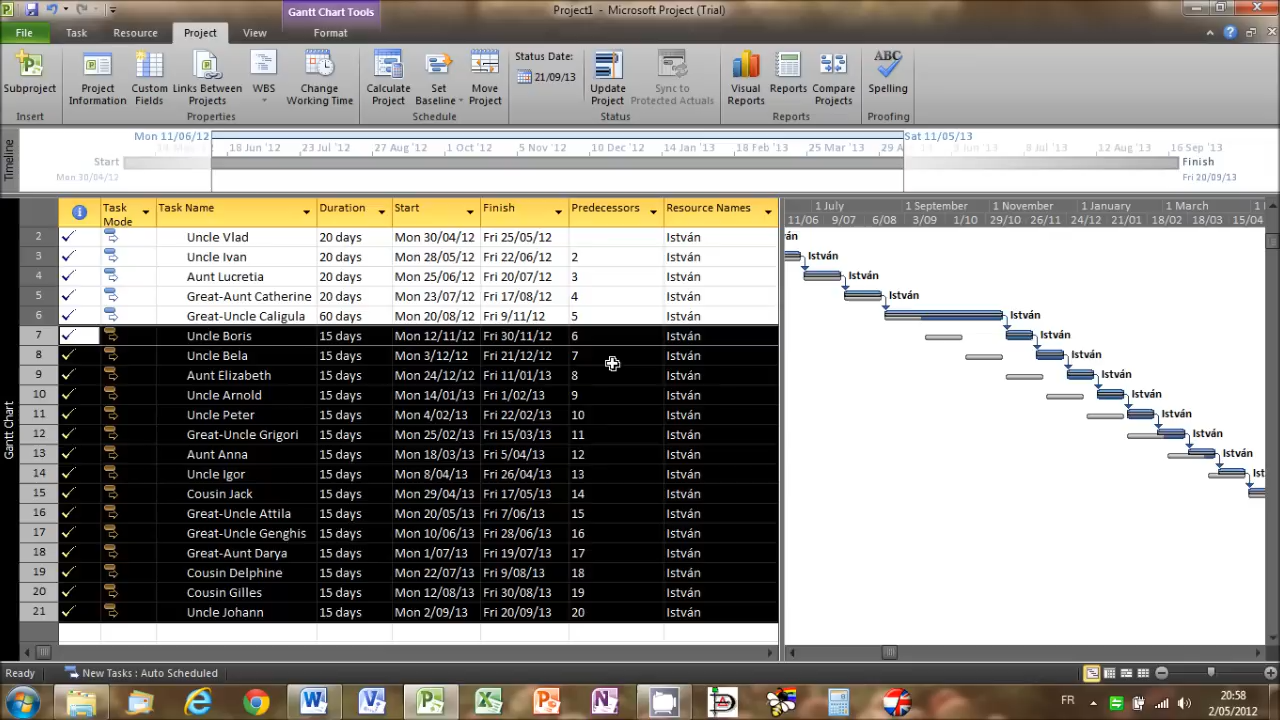 Gantt Chart Tools
Project1 - Microsoft Project (Trial)
File Task Resource Project View Format
Subproject
Project Information
Custom Fields
Links Between Projects
WBS
Change Working Time
Calculate Project
Set Baseline
Move Project
Status Date:
21/09/13
Update Project
Sync to Protected Actuals
Visual Reports
Reports
Compare Projects
ABC
Spelling
Insert Properties Schedule Status Reports Proofing
Timeline
Mon 11/06/12 Sat 11/05/13
18 Jun '12 23 Jul '12 27 Aug '12 1 Oct '12 5 Nov '12 10 Dec '12 14 Jan '13 18 Feb '13 25 Mar '13 29 A 8 Jul '13 12 Aug '13 16 Sep '13
Start
Mon 30/04/12
Finish
Fri 20/09/13
Gantt Chart
Task Mode Task Name Duration Start Finish Predecessors Resource Names
2 Uncle Vlad 20 days Mon 30/04/12 Fri 25/05/12 István
3 Uncle Ivan 20 days Mon 28/05/12 Fri 22/06/12 2 István
4 Aunt Lucretia 20 days Mon 25/06/12 Fri 20/07/12 3 István
5 Great-Aunt Catherine 20 days Mon 23/07/12 Fri 17/08/12 4 István
6 Great-Uncle Caligula 60 days Mon 20/08/12 Fri 9/11/12 5 István
7 Uncle Boris 15 days Mon 12/11/12 Fri 30/11/12 6 István
8 Uncle Bela 15 days Mon 3/12/12 Fri 21/12/12 7 István
9 Aunt Elizabeth 15 days Mon 24/12/12 Fri 11/01/13 8 István
10 Uncle Arnold 15 days Mon 14/01/13 Fri 1/02/13 9 István
11 Uncle Peter 15 days Mon 4/02/13 Fri 22/02/13 10 István
12 Great-Uncle Grigori 15 days Mon 25/02/13 Fri 15/03/13 11 István
13 Aunt Anna 15 days Mon 18/03/13 Fri 5/04/13 12 István
14 Uncle Igor 15 days Mon 8/04/13 Fri 26/04/13 13 István
15 Cousin Jack 15 days Mon 29/04/13 Fri 17/05/13 14 István
16 Great-Uncle Attila 15 days Mon 20/05/13 Fri 7/06/13 15 István
17 Great-Uncle Genghis 15 days Mon 10/06/13 Fri 28/06/13 16 István
18 Great-Aunt Darya 15 days Mon 1/07/13 Fri 19/07/13 17 István
19 Cousin Delphine 15 days Mon 22/07/13 Fri 9/08/13 18 István
20 Cousin Gilles 15 days Mon 12/08/13 Fri 30/08/13 19 István
21 Uncle Johann 15 days Mon 2/09/13 Fri 20/09/13 20 István
1 July 1 September 1 November 1 January 1 March
11/06 9/07 6/08 3/09 1/10 29/10 26/11 24/12 21/01 18/02 18/03 15/04
ván
István
István
István
István
István
István
István
István
István
István
István
Ist
Ready New Tasks : Auto Scheduled
FR
20:58
2/05/2012